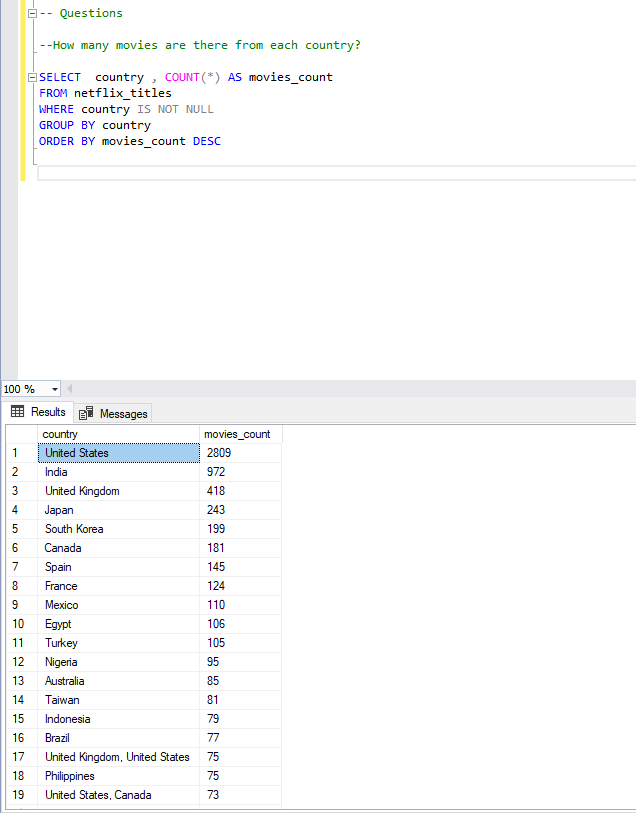 -- Questions
--How many movies are there from each country?
SELECT  country , COUNT(*) AS movies_count
FROM netflix_titles
WHERE country IS NOT NULL
GROUP BY country
ORDER BY movies_count DESC
100 %
Results Messages
country movies_count
1 United States 2809
2 India 972
3 United Kingdom 418
4 Japan 243
5 South Korea 199
6 Canada 181
7 Spain 145
8 France 124
9 Mexico 110
10 Egypt 106
11 Turkey 105
12 Nigeria 95
13 Australia 85
14 Taiwan 81
15 Indonesia 79
16 Brazil 77
17 United Kingdom, United States 75
18 Philippines 75
19 United States, Canada 73